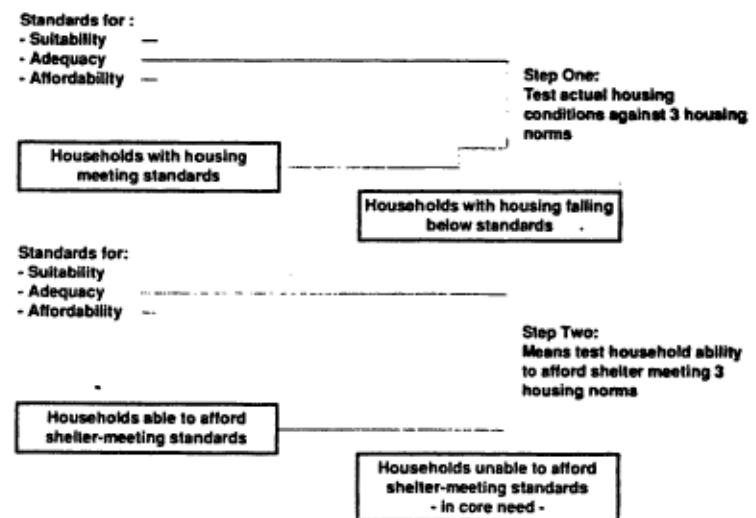 Standards for :
- Suitability
- Adequacy
- Affordability
Step One:
Test actual housing
conditions against 3 housing
norms
Households with housing
meeting standards
Households with housing falling
below standards
Standards for:
- Suitability
- Adequacy
- Affordability
Step Two:
Means test household ability
to afford shelter meeting 3
housing norms
Households able to afford
shelter-meeting standards
Households unable to afford
shelter-meeting standards
- in core need -